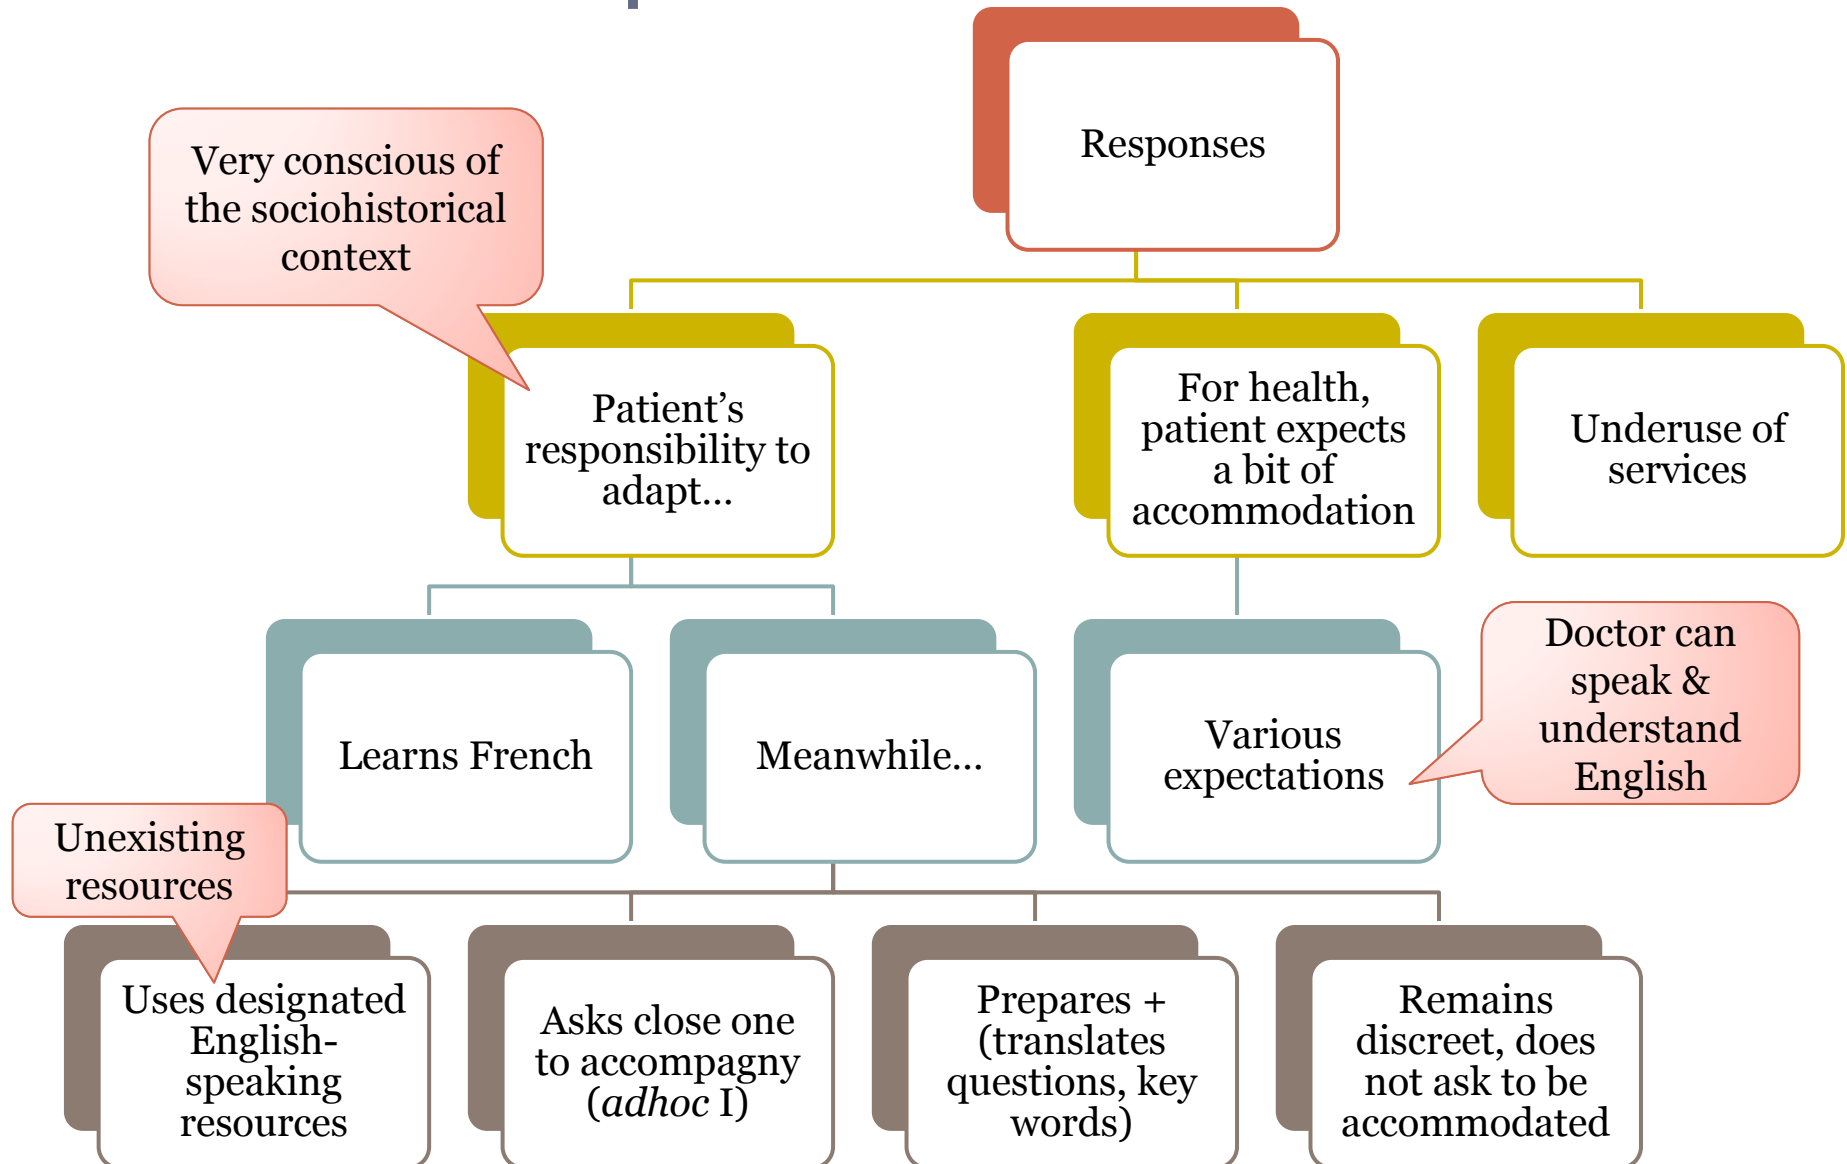 Responses
Very conscious of
the sociohistorical
context
Patient’s
responsibility to
adapt…
For health,
patient expects
a bit of
accommodation
Underuse of
services
Learns French
Meanwhile…
Various
expectations
Doctor can
speak &
understand
English
Unexisting
resources
Uses designated
English-
speaking
resources
Asks close one
to accompagny
(adhoc I)
Prepares +
(translates
questions, key
words)
Remains
discreet, does
not ask to be
accommodated